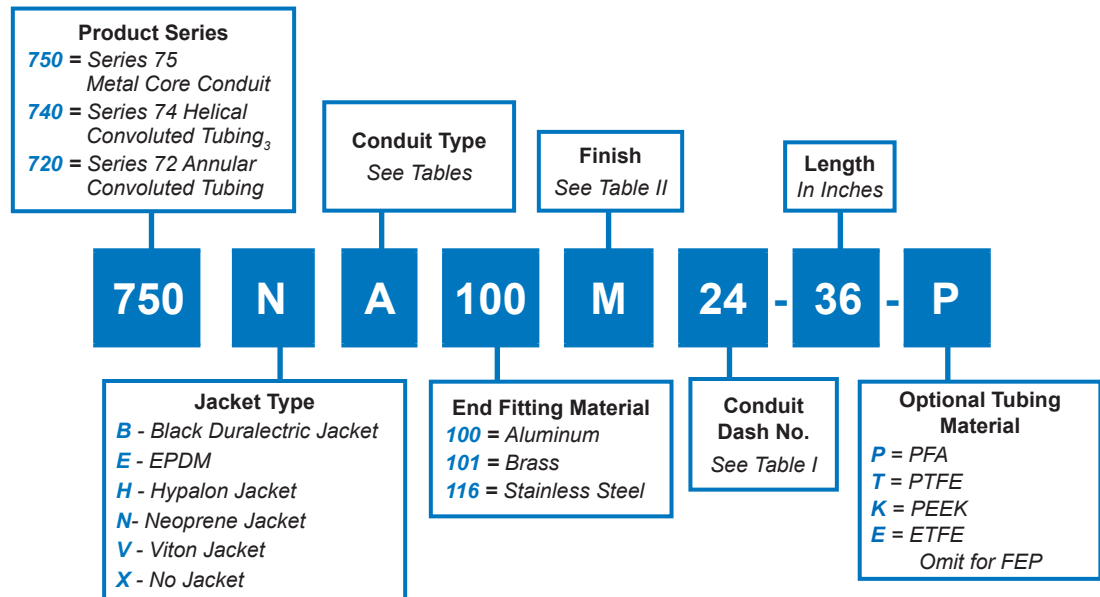 Product Series
750 = Series 75
Metal Core Conduit
740 = Series 74 Helical
Convoluted Tubing3
720 = Series 72 Annular
Convoluted Tubing
Conduit Type
See Tables
Finish
See Table II
Length
In Inches
750 N A 100 M 24 - 36 - P
Jacket Type
B - Black Duralectric Jacket
E - EPDM
H - Hypalon Jacket
N- Neoprene Jacket
V - Viton Jacket
X - No Jacket
End Fitting Material
100 = Aluminum
101 = Brass
116 = Stainless Steel
Conduit
Dash No.
See Table I
Optional Tubing
Material
P = PFA
T = PTFE
K = PEEK
E = ETFE
Omit for FEP